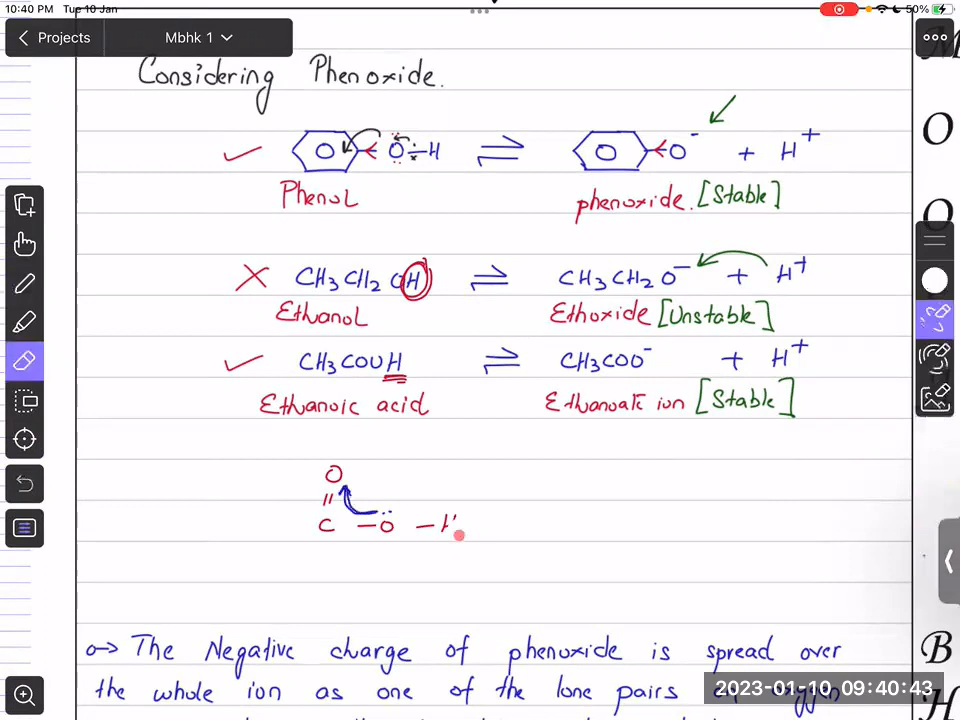 10:40 PM Tue 10 Jan
50%
Projects
Mbhk 1
Considering Phenoxide.
O O-H ⇌ O O⁻ + H⁺
Phenol phenoxide. [Stable]
CH3CH2OH ⇌ CH3CH2O⁻ + H⁺
Ethanol Ethoxide [Unstable]
CH3COOH ⇌ CH3COO⁻ + H⁺
Ethanoic acid Ethanoate ion [Stable]
O
C - O - H
o→ The Negative charge of phenoxide is spread over
the whole ion as one of the lone pairs of oxygen
2023-01-10 09:40:43
M
O
O
B
H